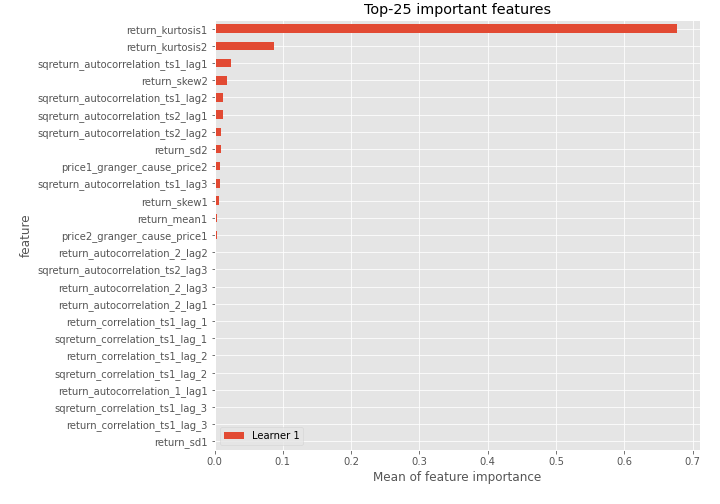 Top-25 important features
return_kurtosis1
return_kurtosis2
sqreturn_autocorrelation_ts1_lag1
return_skew2
sqreturn_autocorrelation_ts1_lag2
sqreturn_autocorrelation_ts2_lag1
sqreturn_autocorrelation_ts2_lag2
return_sd2
price1_granger_cause_price2
sqreturn_autocorrelation_ts1_lag3
return_skew1
return_mean1
price2_granger_cause_price1
return_autocorrelation_2_lag2
sqreturn_autocorrelation_ts2_lag3
return_autocorrelation_2_lag3
return_autocorrelation_2_lag1
return_correlation_ts1_lag_1
sqreturn_correlation_ts1_lag_1
return_correlation_ts1_lag_2
sqreturn_correlation_ts1_lag_2
return_autocorrelation_1_lag1
sqreturn_correlation_ts1_lag_3
return_correlation_ts1_lag_3
return_sd1
feature
Learner 1
0.0 0.1 0.2 0.3 0.4 0.5 0.6 0.7
Mean of feature importance